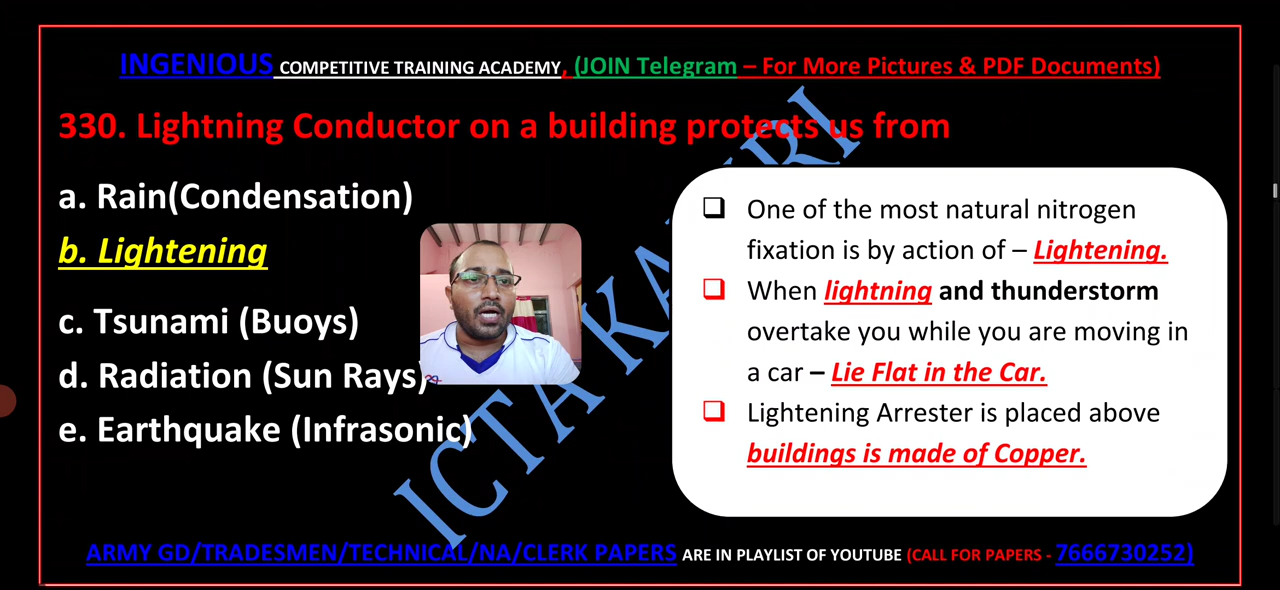 INGENIOUS COMPETITIVE TRAINING ACADEMY, (JOIN Telegram – For More Pictures & PDF Documents)
330. Lightning Conductor on a building protects us from
a. Rain(Condensation)
b. Lightening
c. Tsunami (Buoys)
d. Radiation (Sun Rays)
e. Earthquake (Infrasonic)
One of the most natural nitrogen
fixation is by action of – Lightening.
When lightning and thunderstorm
overtake you while you are moving in
a car – Lie Flat in the Car.
Lightening Arrester is placed above
buildings is made of Copper.
ARMY GD/TRADESMEN/TECHNICAL/NA/CLERK PAPERS ARE IN PLAYLIST OF YOUTUBE (CALL FOR PAPERS - 7666730252)